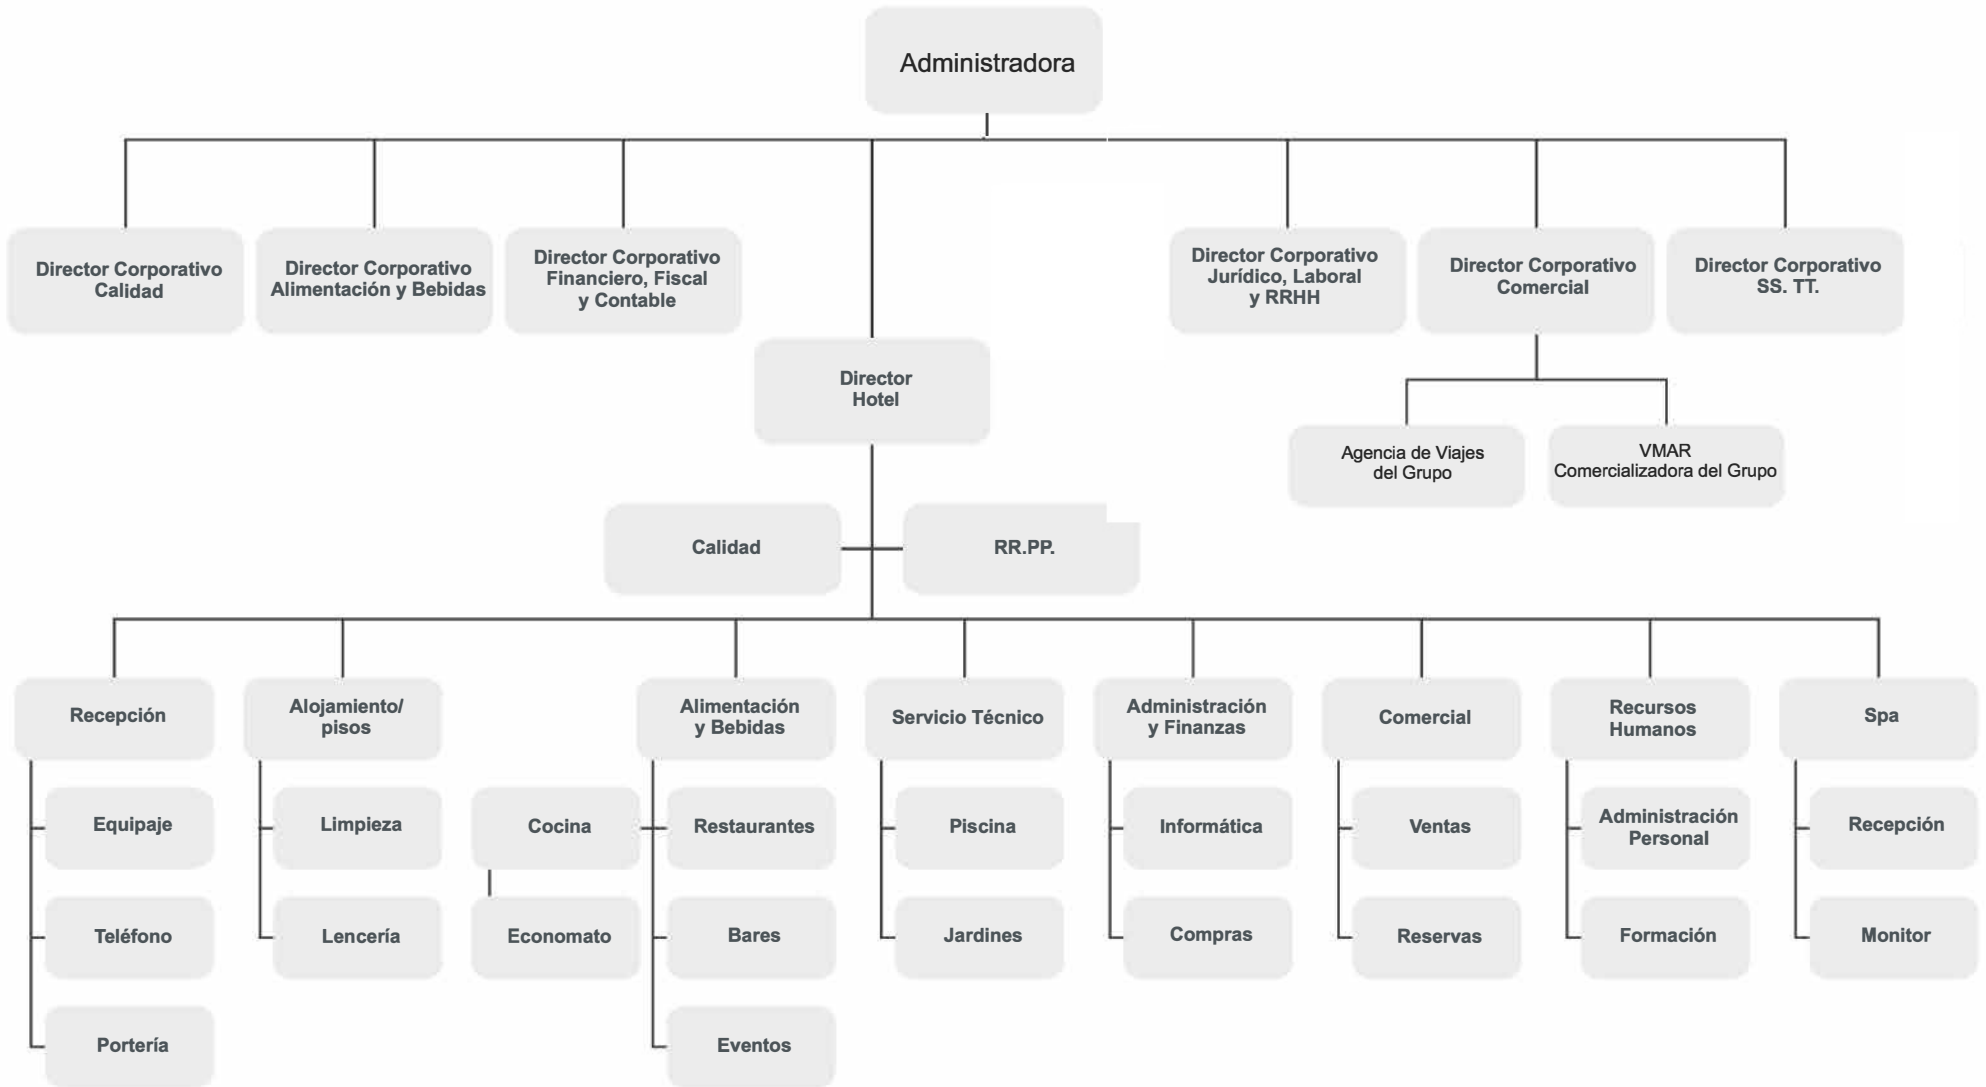 Administradora
Director Corporativo
Calidad
Director Corporativo
Alimentación y Bebidas
Director Corporativo
Financiero, Fiscal
y Contable
Director Corporativo
Jurídico, Laboral
y RRHH
Director Corporativo
Comercial
Director Corporativo
SS. TT.
Director
Hotel
Agencia de Viajes
del Grupo
VMAR
Comercializadora del Grupo
Calidad
RR.PP.
Recepción
Alojamiento/
pisos
Alimentación
y Bebidas
Servicio Técnico
Administración
y Finanzas
Comercial
Recursos
Humanos
Spa
Equipaje
Limpieza
Cocina
Restaurantes
Piscina
Informática
Ventas
Administración
Personal
Recepción
Teléfono
Lencería
Economato
Bares
Jardines
Compras
Reservas
Formación
Monitor
Portería
Eventos